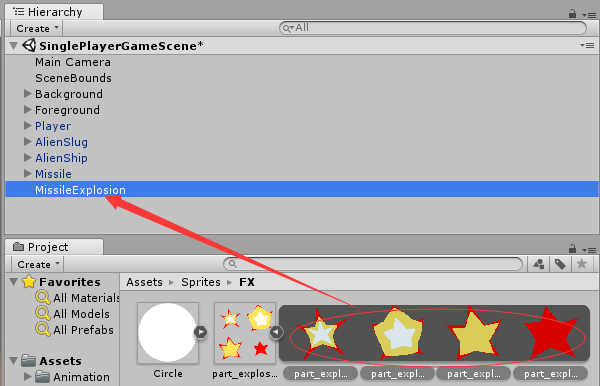 Hierarchy
Create
All
SinglePlayerGameScene*
Main Camera
SceneBounds
Background
Foreground
Player
AlienSlug
AlienShip
Missile
MissileExplosion
Project
Create
Favorites
All Materials
All Models
All Prefabs
Assets
Animation
Assets Sprites FX
Circle
part_explos...
part_expl...
part_expl...
part_expl...
part_expl...